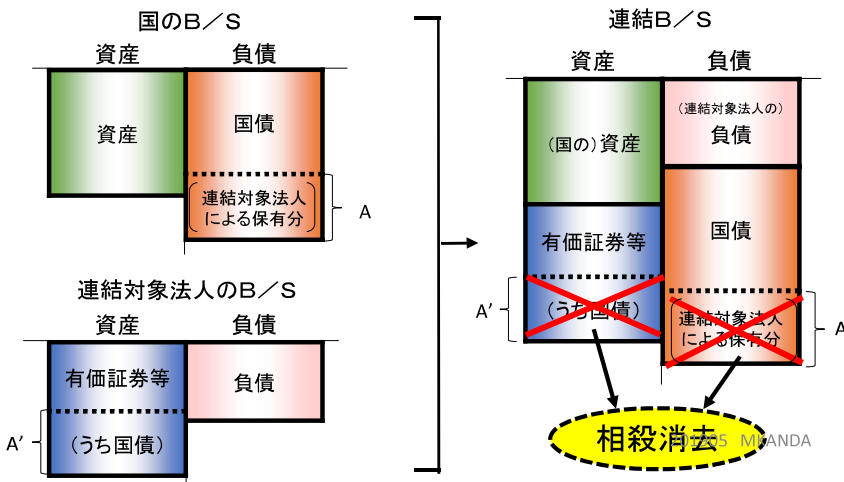 国のB／S
資産　負債
資産
国債
連結対象法人
による保有分
A
連結対象法人のB／S
資産　負債
有価証券等
負債
A’
（うち国債）
連結B／S
資産　負債
（連結対象法人の）
負債
（国の）資産
有価証券等
国債
A’
（うち国債）
連結対象法人
による保有分
A
相殺消去
201905 MKANDA